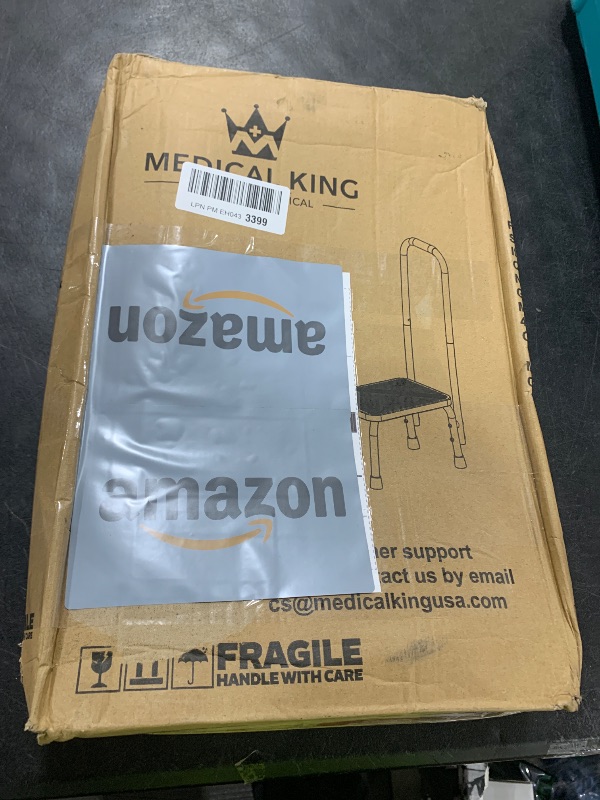 MEDICAL KING
ICAL
LPN PM EH043 3399
amazon
amazon
er support
act us by email
cs@medicalkingusa.com
FRAGILE
HANDLE WITH CARE